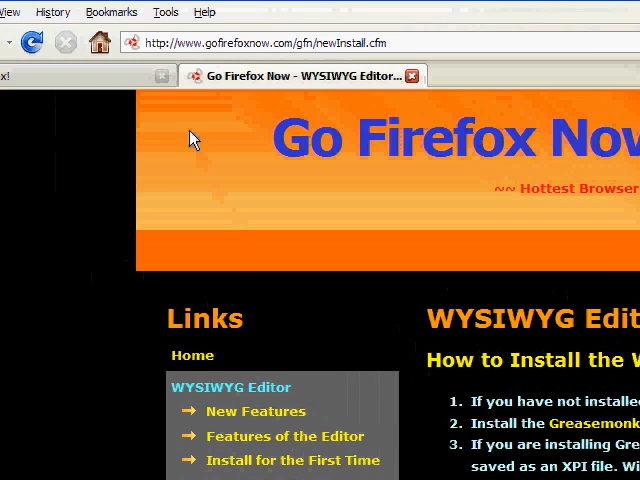 View History Bookmarks Tools Help
http://www.gofirefoxnow.com/gfn/newInstall.cfm
x! Go Firefox Now - WYSIWYG Editor...
Go Firefox Now
~~ Hottest Browser
Links
Home
WYSIWYG Editor
New Features
Features of the Editor
Install for the First Time
WYSIWYG Edit
How to Install the W
1. If you have not installe
2. Install the Greasemonk
3. If you are installing Gre
saved as an XPI file. Wi